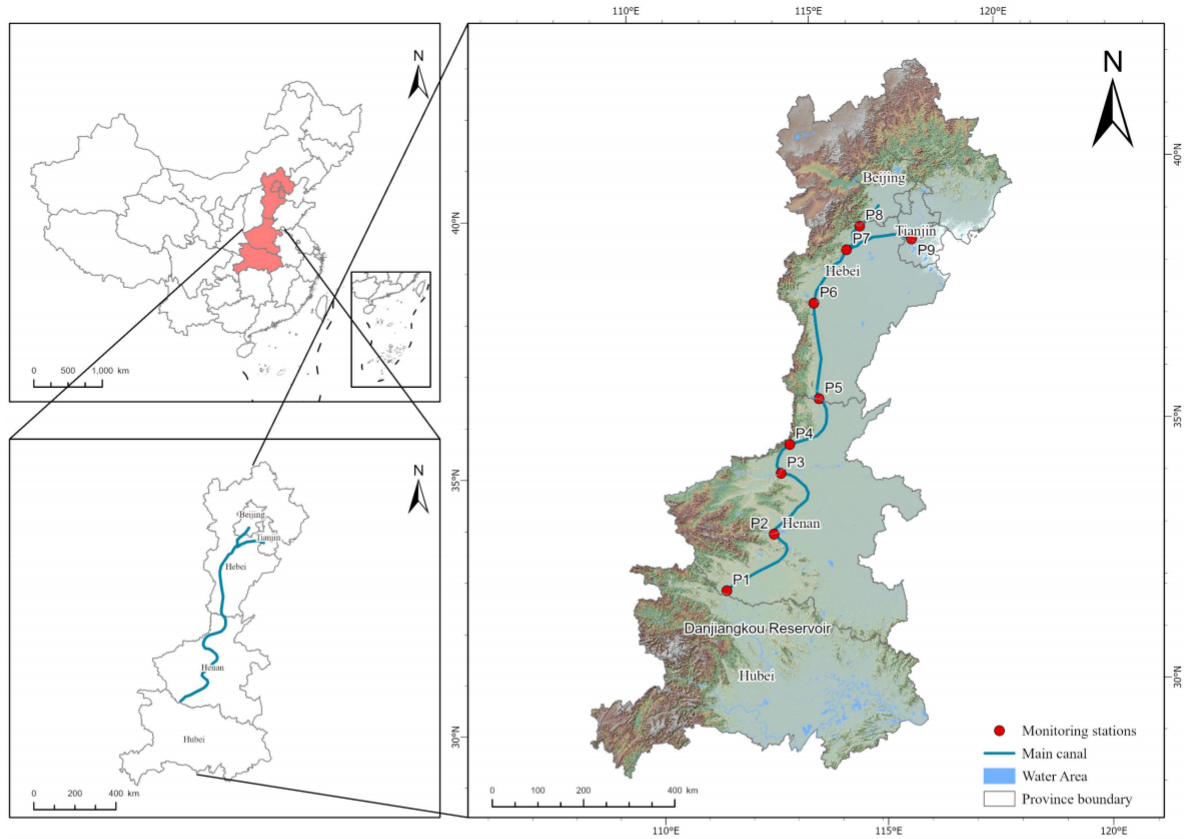 N
0 500 1,000 km
N
Beijing
Tianjin
Hebei
Henan
Hubei
0 200 400 km
40°N
35°N
30°N
110°E 115°E 120°E
N
Beijing
P8
Tianjin
P7
P9
Hebei
P6
P5
P4
P3
P2 Henan
P1
Danjiangkou Reservoir
Hubei
40°N
35°N
30°N
Monitoring stations
Main canal
Water Area
Province boundary
0 100 200 400 km
110°E 115°E 120°E